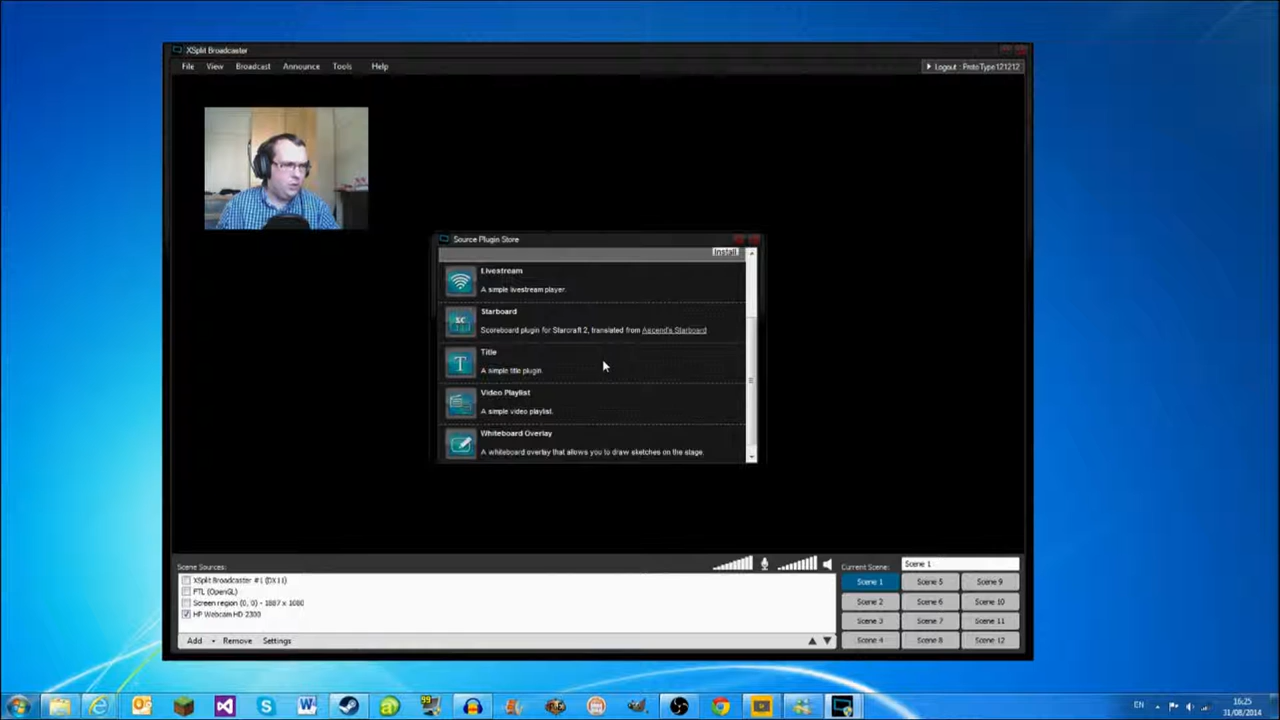 XSplit Broadcaster
File View Broadcast Announce Tools Help
Logout : ProtoType121212
Source Plugin Store
Install
Livestream
A simple livestream player.
SC
Starboard
Scoreboard plugin for Starcraft 2, translated from Ascend's Starboard
T
Title
A simple title plugin.
Video Playlist
A simple video playlist.
Whiteboard Overlay
A whiteboard overlay that allows you to draw sketches on the stage.
Scene Sources:
Current Scene: Scene 1
XSplit Broadcaster #1 (DX11)
FTL (OpenGL)
Screen region (0, 0) - 1887 x 1080
HP Webcam HD 2300
Scene 1 Scene 5 Scene 9
Scene 2 Scene 6 Scene 10
Scene 3 Scene 7 Scene 11
Scene 4 Scene 8 Scene 12
Add Remove Settings
99
EN
16:25
31/08/2014